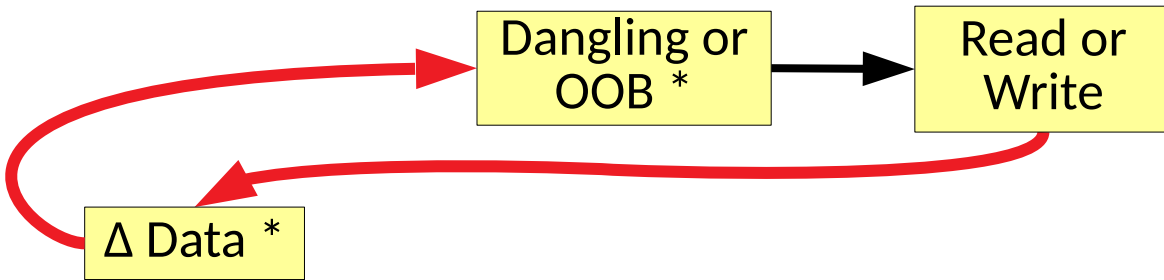 Dangling or
OOB *
Read or
Write
Δ Data *